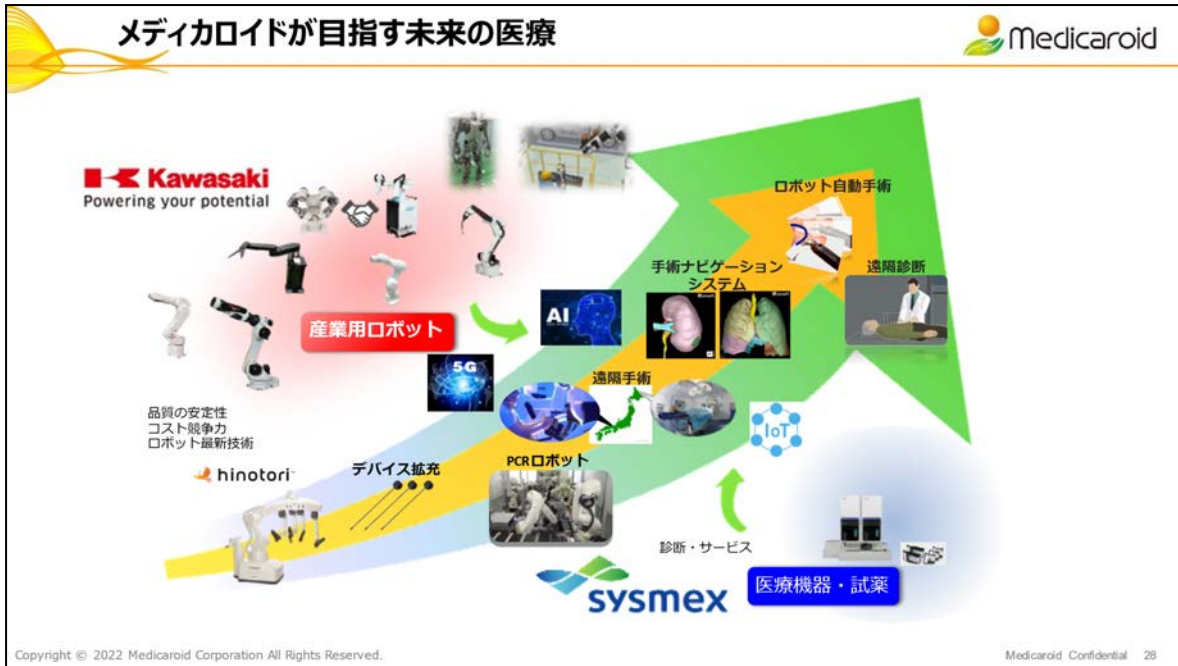 メディカロイドが目指す未来の医療
Medicaroid
Kawasaki
Powering your potential
ロボット自動手術
手術ナビゲーション
システム
遠隔診断
AI
産業用ロボット
5G
遠隔手術
品質の安定性
コスト競争力
ロボット最新技術
IoT
hinotori™
デバイス拡充
PCRロボット
診断・サービス
sysmex
医療機器・試薬
Copyright © 2022 Medicaroid Corporation All Rights Reserved.
Medicaroid Confidential 28